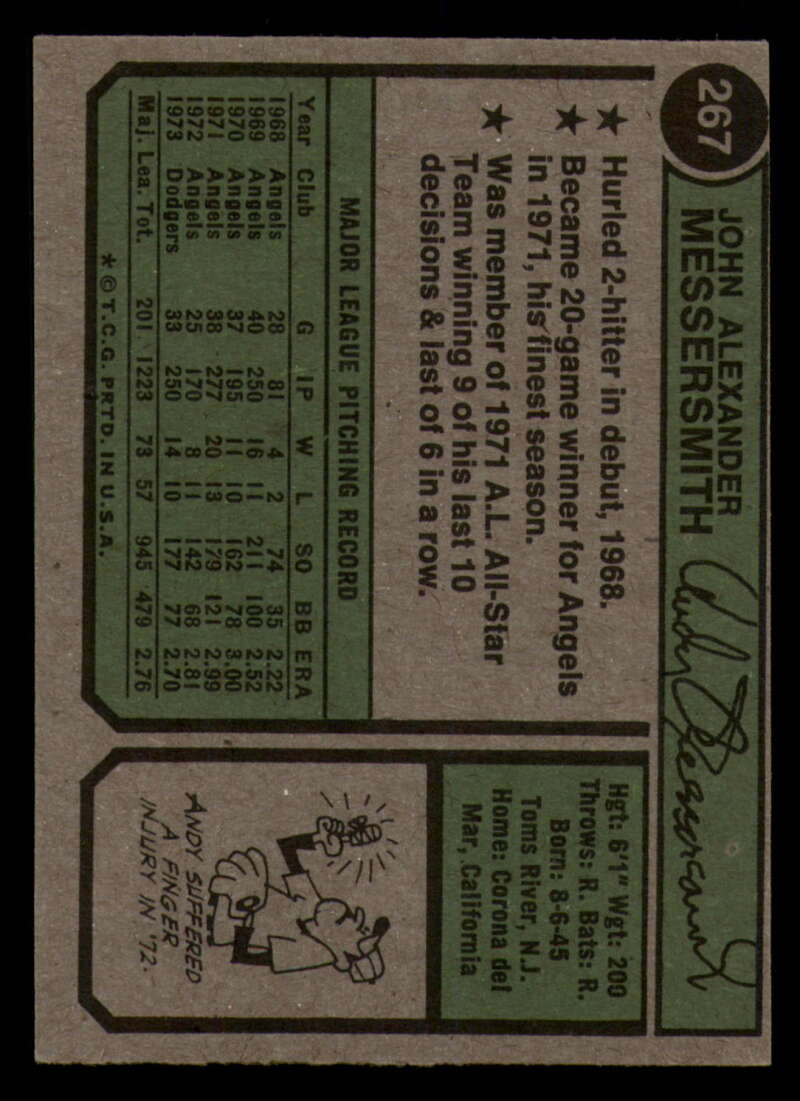 267
JOHN ALEXANDER
MESSERSMITH
Andy Messersmith
★ Hurled 2-hitter in debut, 1968.
★ Became 20-game winner for Angels
in 1971, his finest season.
★ Was member of 1971 A.L. All-Star
Team winning 9 of his last 10
decisions & last of 6 in a row.
MAJOR LEAGUE PITCHING RECORD
Year Club G IP W L SO BB ERA
1968 Angels 28 81 4 2 74 35 2.22
1969 Angels 40 250 16 11 211 100 2.52
1970 Angels 37 195 11 10 162 78 3.00
1971 Angels 38 277 20 13 179 121 2.99
1972 Angels 25 170 8 11 142 68 2.81
1973 Dodgers 33 250 14 10 177 77 2.70
Maj. Lea. Tot. 201 1223 73 57 945 479 2.76
* © T.C.G. PRTD. IN U.S.A.
Hgt: 6'1" Wgt: 200
Throws: R. Bats: R.
Born: 8-6-45
Toms River, N.J.
Home: Corona del
Mar, California
ANDY SUFFERED
A FINGER
INJURY IN '72.